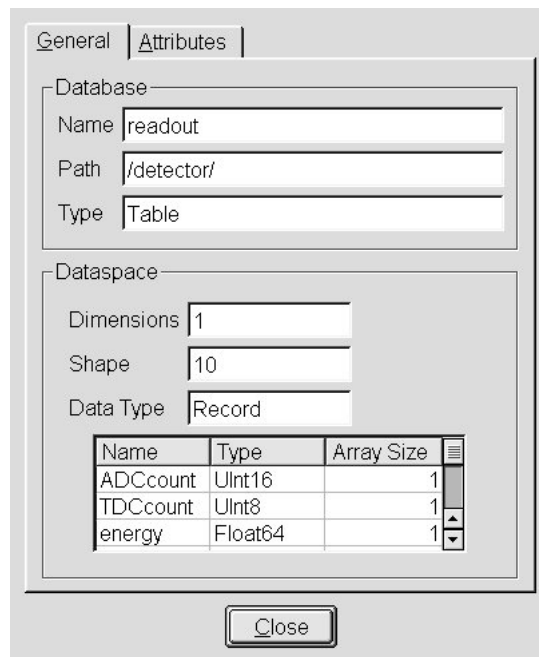 General Attributes
Database
Name readout
Path /detector/
Type Table
Dataspace
Dimensions 1
Shape 10
Data Type Record
Name Type Array Size
ADCcount UInt16 1
TDCcount UInt8 1
energy Float64 1
Close